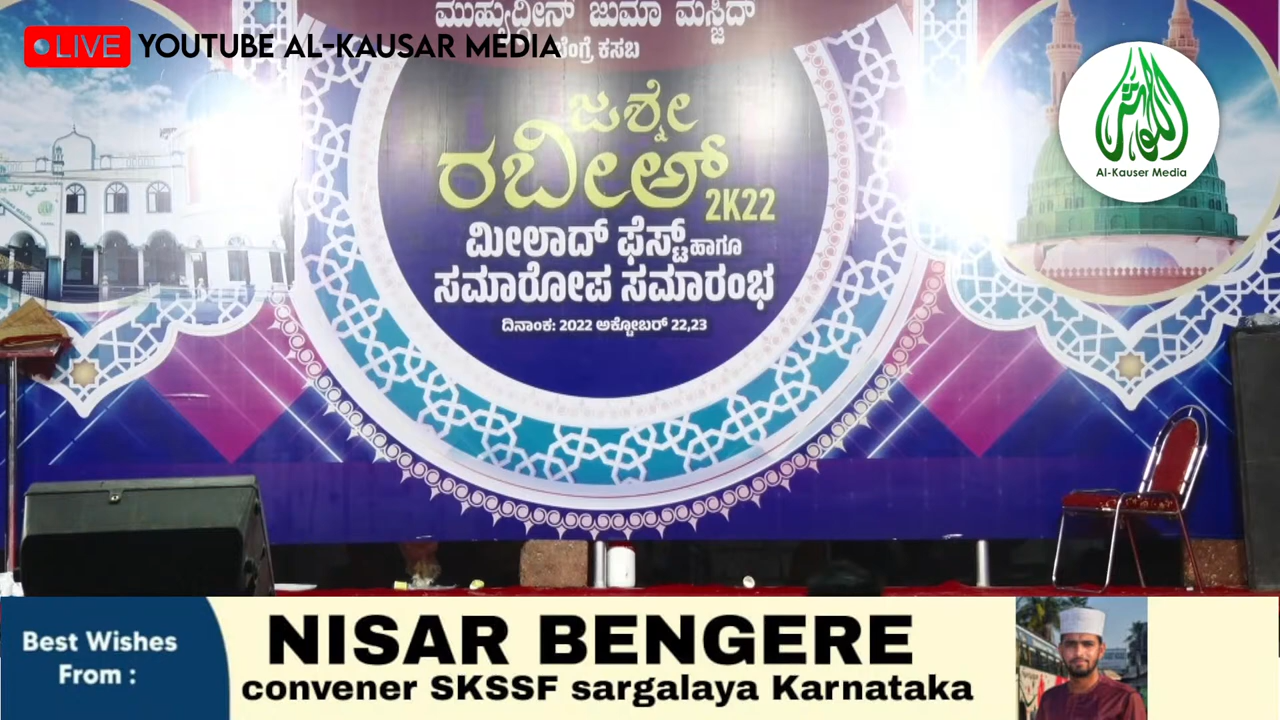 ಮುಹ್ಯುದ್ದೀನ್ ಜುಮಾ ಮಸ್ಜಿದ್
LIVE YOUTUBE AL-KAUSAR MEDIA
ಕಸಬ
ಜಶ್ನೇ
ರಬೀಅ್
2K22
ಮೀಲಾದ್ ಫೆಸ್ಟ್ ಹಾಗೂ
ಸಮಾರೋಪ ಸಮಾರಂಭ
ದಿನಾಂಕ: 2022 ಅಕ್ಟೋಬರ್ 22,23
Al-Kauser Media
Best Wishes
From :
NISAR BENGERE
convener SKSSF sargalaya Karnataka